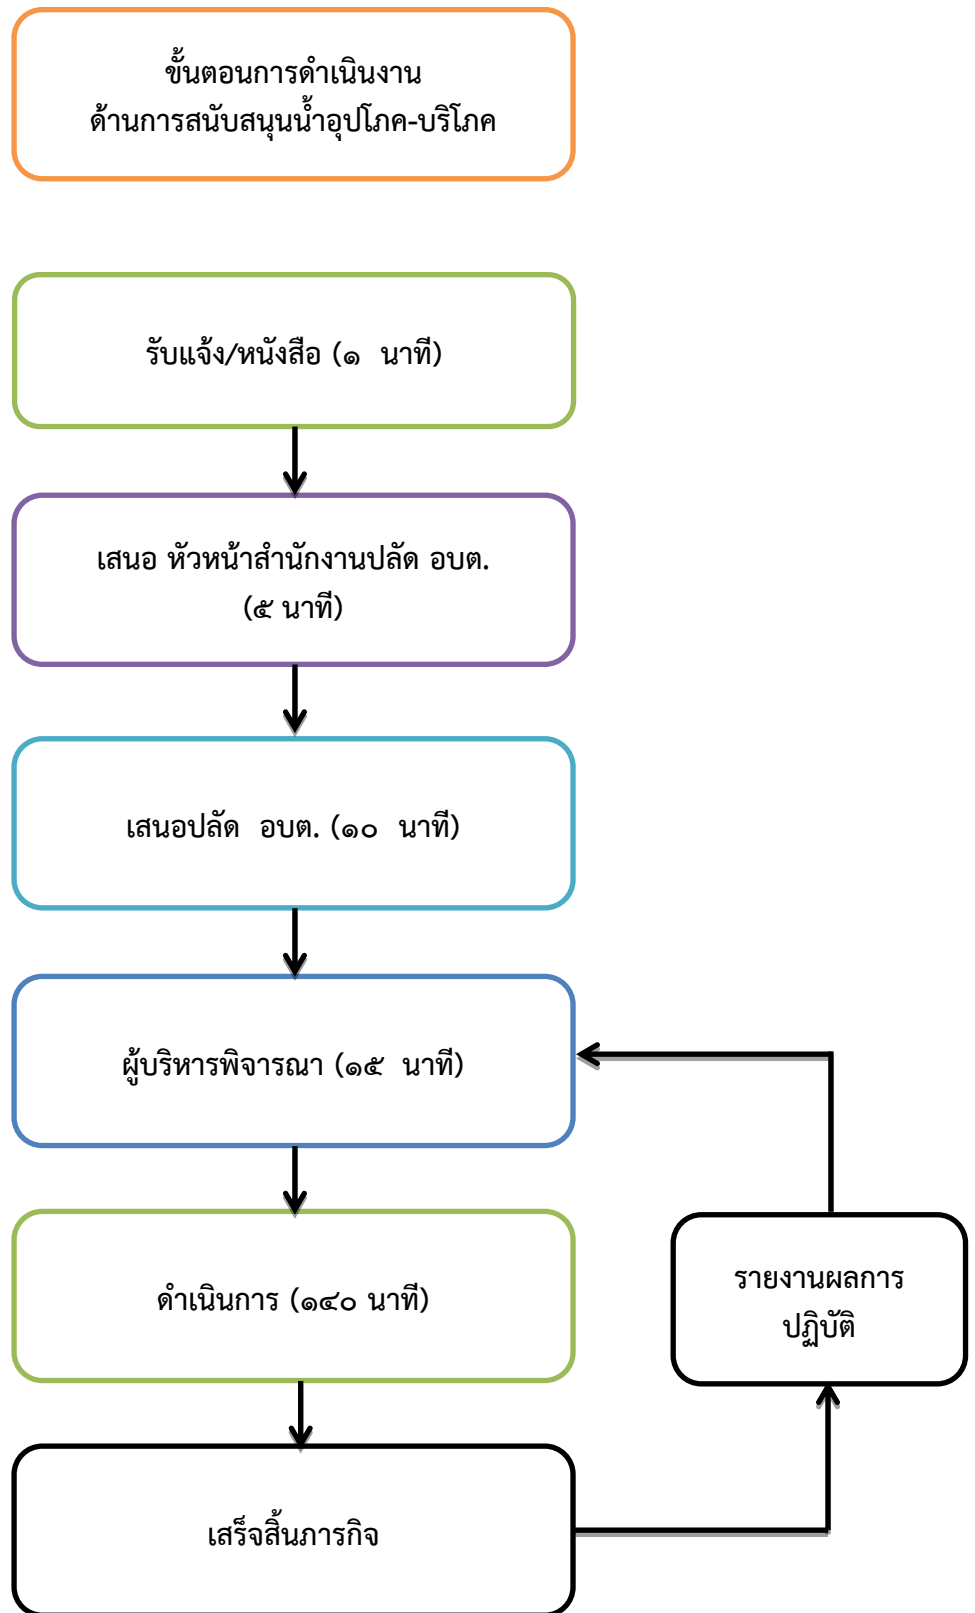 ขั้นตอนการดำเนินงาน
ด้านการสนับสนุนน้ำอุปโภค-บริโภค
รับแจ้ง/หนังสือ (๑ นาที)
เสนอ หัวหน้าสำนักงานปลัด อบต.
(๕ นาที)
เสนอปลัด อบต. (๑๐ นาที)
ผู้บริหารพิจารณา (๑๕ นาที)
ดำเนินการ (๑๔๐ นาที)
รายงานผลการ
ปฏิบัติ
เสร็จสิ้นภารกิจ